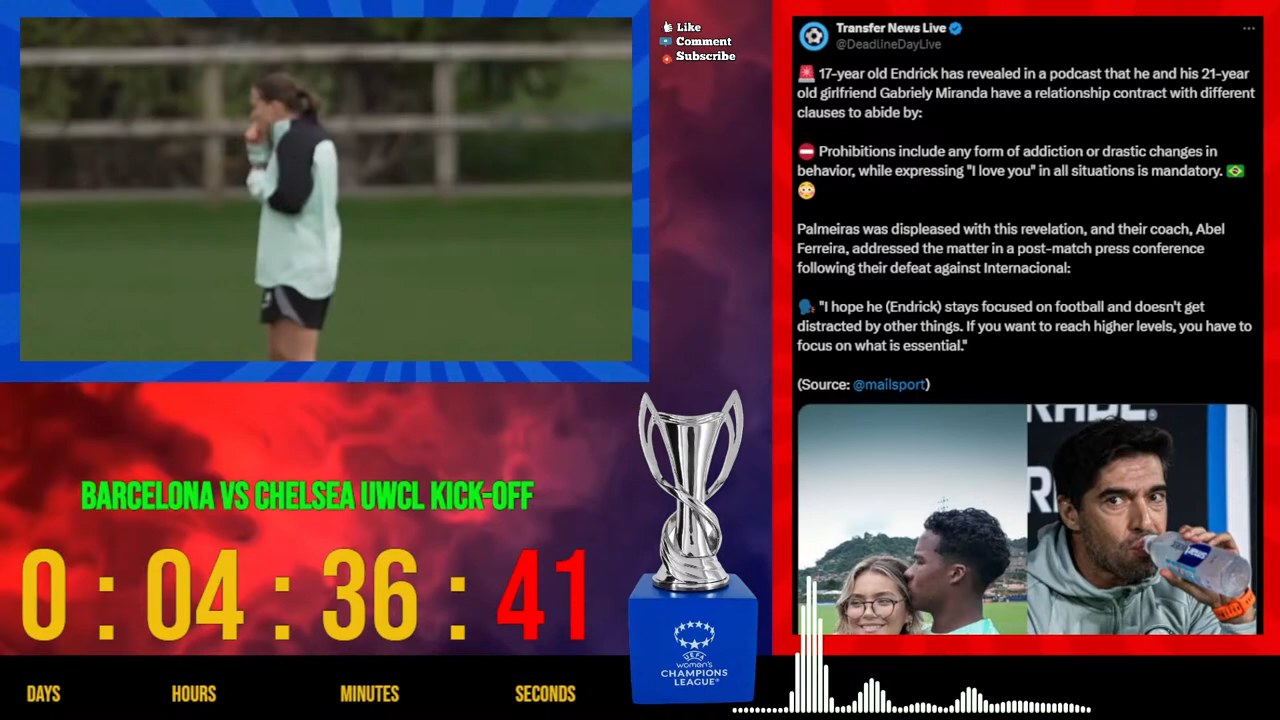 Like
Comment
Subscribe
Transfer News Live
@DeadlineDayLive
17-year old Endrick has revealed in a podcast that he and his 21-year
old girlfriend Gabriely Miranda have a relationship contract with different
clauses to abide by:
Prohibitions include any form of addiction or drastic changes in
behavior, while expressing "I love you" in all situations is mandatory.
Palmeiras was displeased with this revelation, and their coach, Abel
Ferreira, addressed the matter in a post-match press conference
following their defeat against Internacional:
"I hope he (Endrick) stays focused on football and doesn't get
distracted by other things. If you want to reach higher levels, you have to
focus on what is essential."
(Source: @mailsport)
BARCELONA VS CHELSEA UWCL KICK-OFF
0 : 04 : 36 : 41
DAYS HOURS MINUTES SECONDS
UEFA
WOMEN'S
CHAMPIONS
LEAGUE